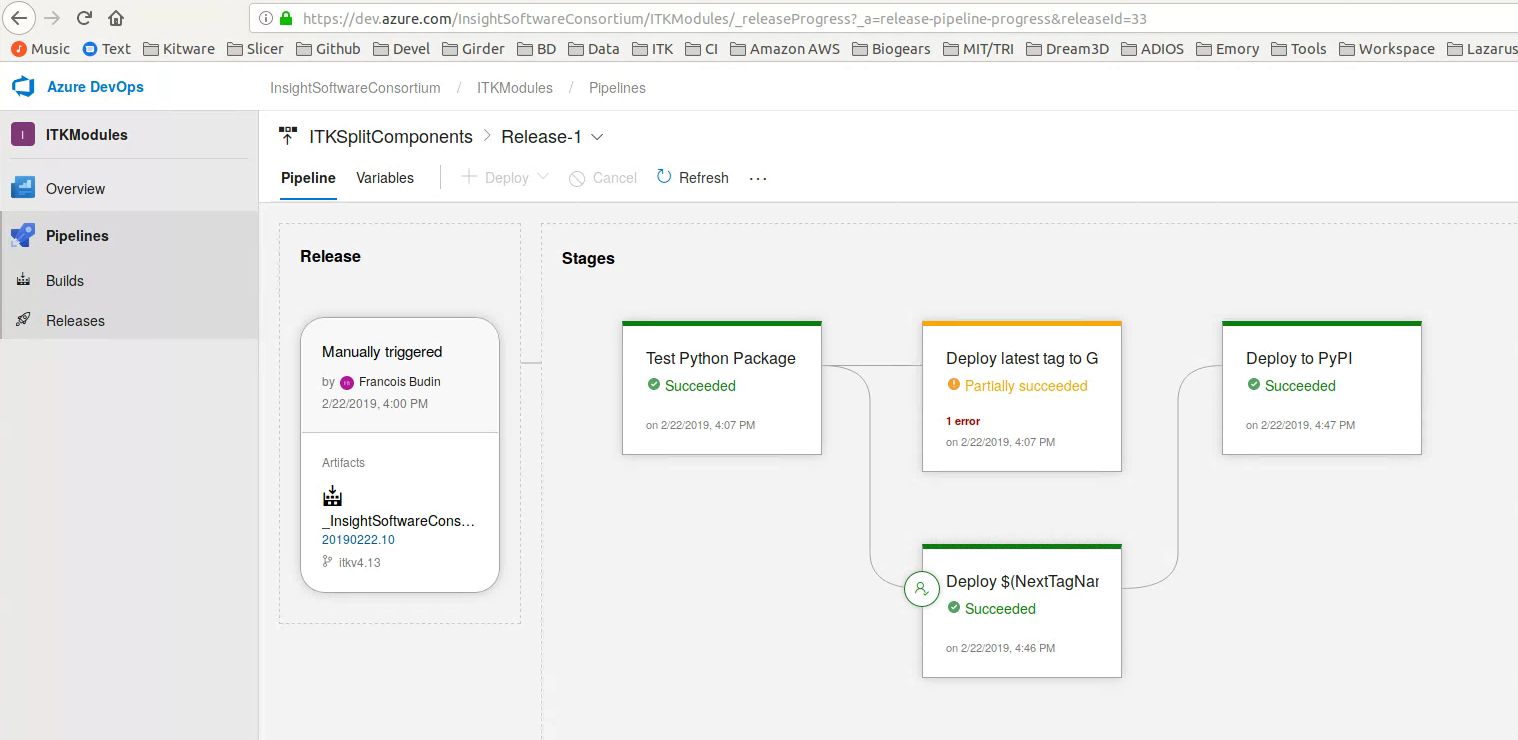 https://dev.azure.com/InsightSoftwareConsortium/ITKModules/_releaseProgress?_a=release-pipeline-progress&releaseId=33
Music Text Kitware Slicer Github Devel Girder BD Data ITK CI Amazon AWS Biogears MIT/TRI Dream3D ADIOS Emory Tools Workspace Lazarus
Azure DevOps
InsightSoftwareConsortium / ITKModules / Pipelines
I ITKModules
ITKSplitComponents > Release-1
Pipeline Variables + Deploy Cancel Refresh ...
Overview
Pipelines
Builds
Releases
Release
Stages
Manually triggered
by Francois Budin
2/22/2019, 4:00 PM
Artifacts
_InsightSoftwareCons...
20190222.10
itkv4.13
Test Python Package
Succeeded
on 2/22/2019, 4:07 PM
Deploy latest tag to G
Partially succeeded
1 error
on 2/22/2019, 4:07 PM
Deploy to PyPI
Succeeded
on 2/22/2019, 4:47 PM
Deploy $(NextTagNar
Succeeded
on 2/22/2019, 4:46 PM